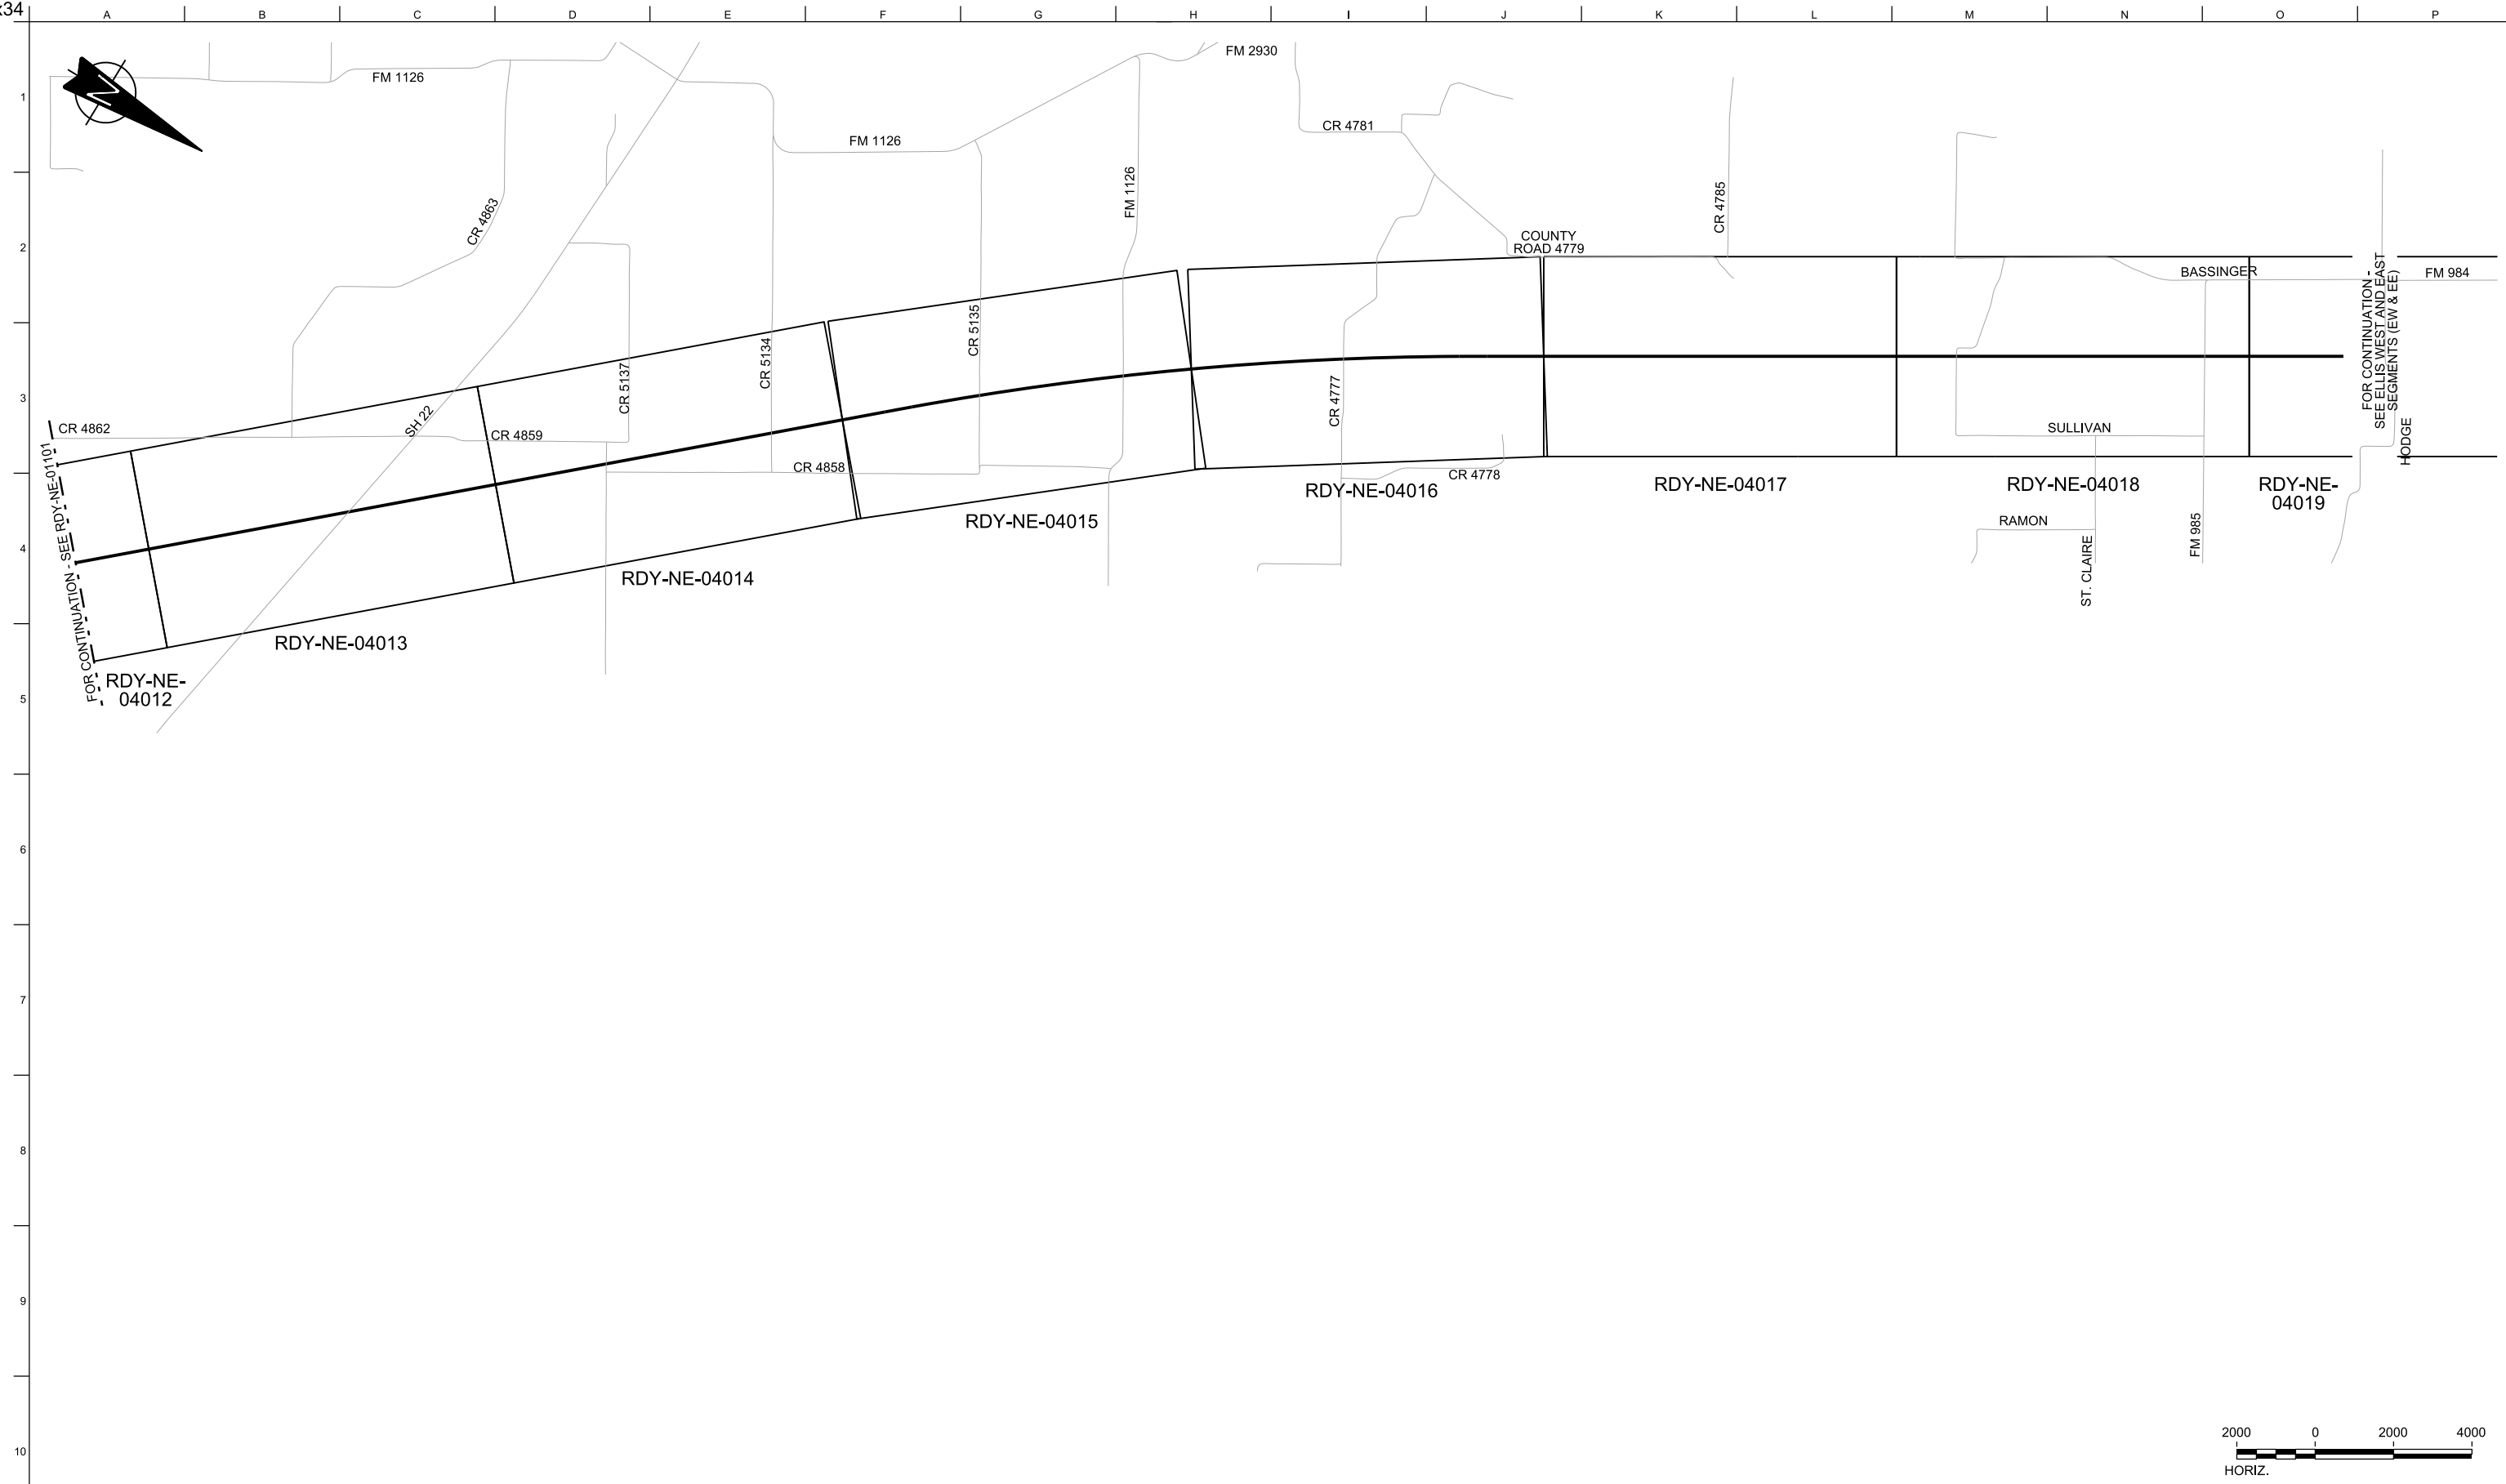 x34
A B C D E F G H I J K L M N O P
1
2
3
4
5
6
7
8
9
10
N
FM 1126
FM 2930
FM 1126
CR 4781
FM 1126
CR 4785
CR 4863
COUNTY
ROAD 4779
BASSINGER
FM 984
FOR CONTINUATION -
SEE ELLIS WEST AND EAST
SEGMENTS (EW & EE)
CR 5135
CR 5134
CR 5137
CR 4777
SH 22
CR 4862
CR 4859
CR 4858
CR 4778
SULLIVAN
HODGE
FOR CONTINUATION - SEE RDY-NE-01101
RDY-NE-
04012
RDY-NE-04013
RDY-NE-04014
RDY-NE-04015
RDY-NE-04016
RDY-NE-04017
RDY-NE-04018
RDY-NE-
04019
RAMON
ST. CLAIRE
FM 985
2000 0 2000 4000
HORIZ.